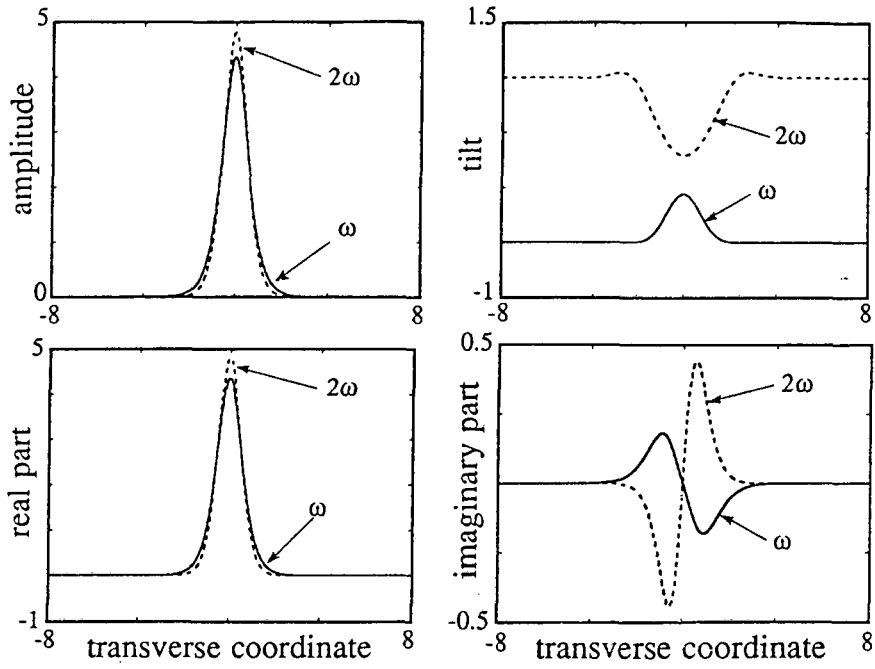 5
amplitude
2ω
ω
0
-8
8
1.5
tilt
2ω
ω
-1
-8
8
5
real part
2ω
ω
-1
-8
transverse coordinate
8
0.5
imaginary part
2ω
ω
-0.5
-8
transverse coordinate
8